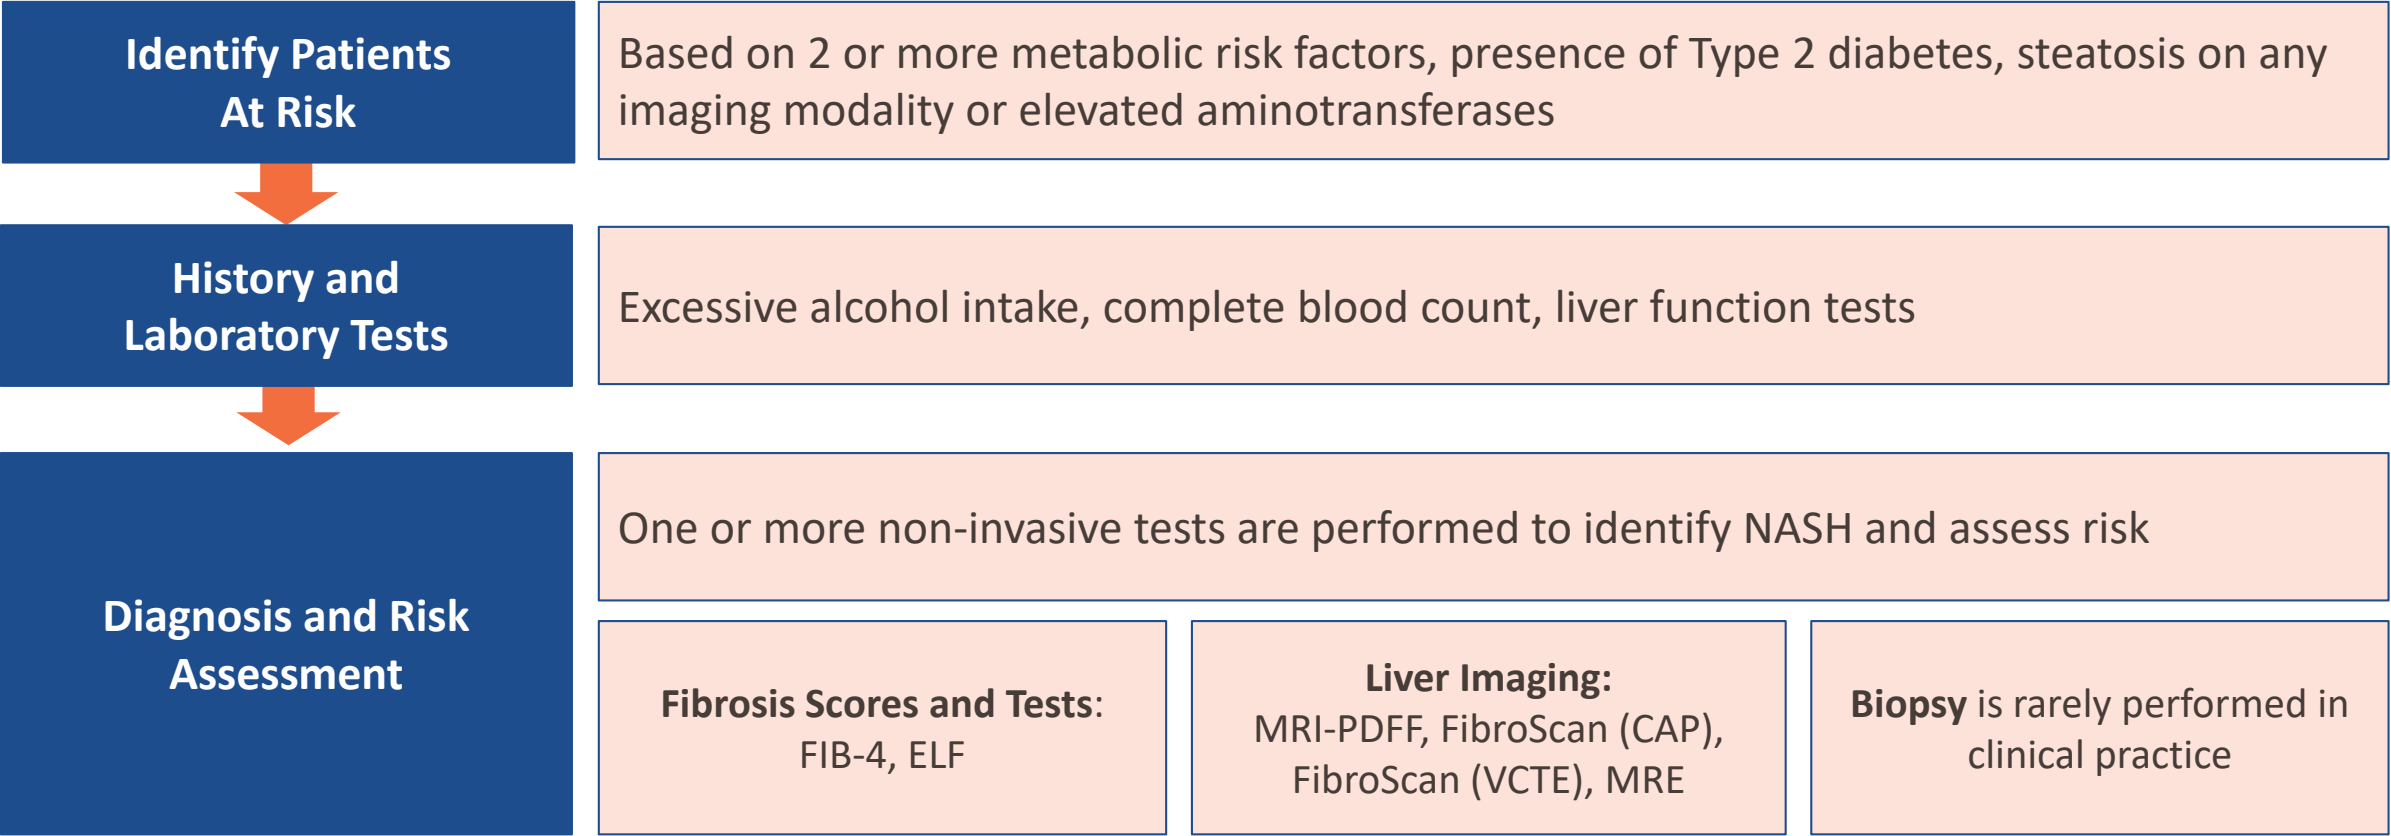 Identify Patients
At Risk
Based on 2 or more metabolic risk factors, presence of Type 2 diabetes, steatosis on any
imaging modality or elevated aminotransferases
History and
Laboratory Tests
Excessive alcohol intake, complete blood count, liver function tests
Diagnosis and Risk
Assessment
One or more non-invasive tests are performed to identify NASH and assess risk
Fibrosis Scores and Tests:
FIB-4, ELF
Liver Imaging:
MRI-PDFF, FibroScan (CAP),
FibroScan (VCTE), MRE
Biopsy is rarely performed in
clinical practice